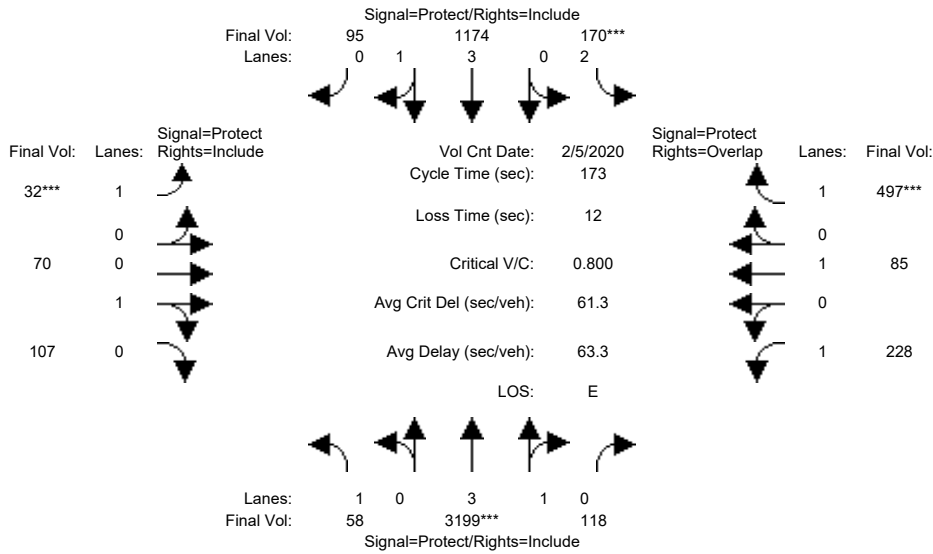 Signal=Protect/Rights=Include
Final Vol: 95 1174 170***
Lanes: 0 1 3 0 2
Signal=Protect Signal=Protect
Final Vol: Lanes: Rights=Include Vol Cnt Date: 2/5/2020 Rights=Overlap Lanes: Final Vol:
Cycle Time (sec): 173
32*** 1 1 497***
Loss Time (sec): 12
0 0
70 0 Critical V/C: 0.800 1 85
1 Avg Crit Del (sec/veh): 61.3 0
107 0 Avg Delay (sec/veh): 63.3 1 228
LOS: E
Lanes: 1 0 3 1 0
Final Vol: 58 3199*** 118
Signal=Protect/Rights=Include